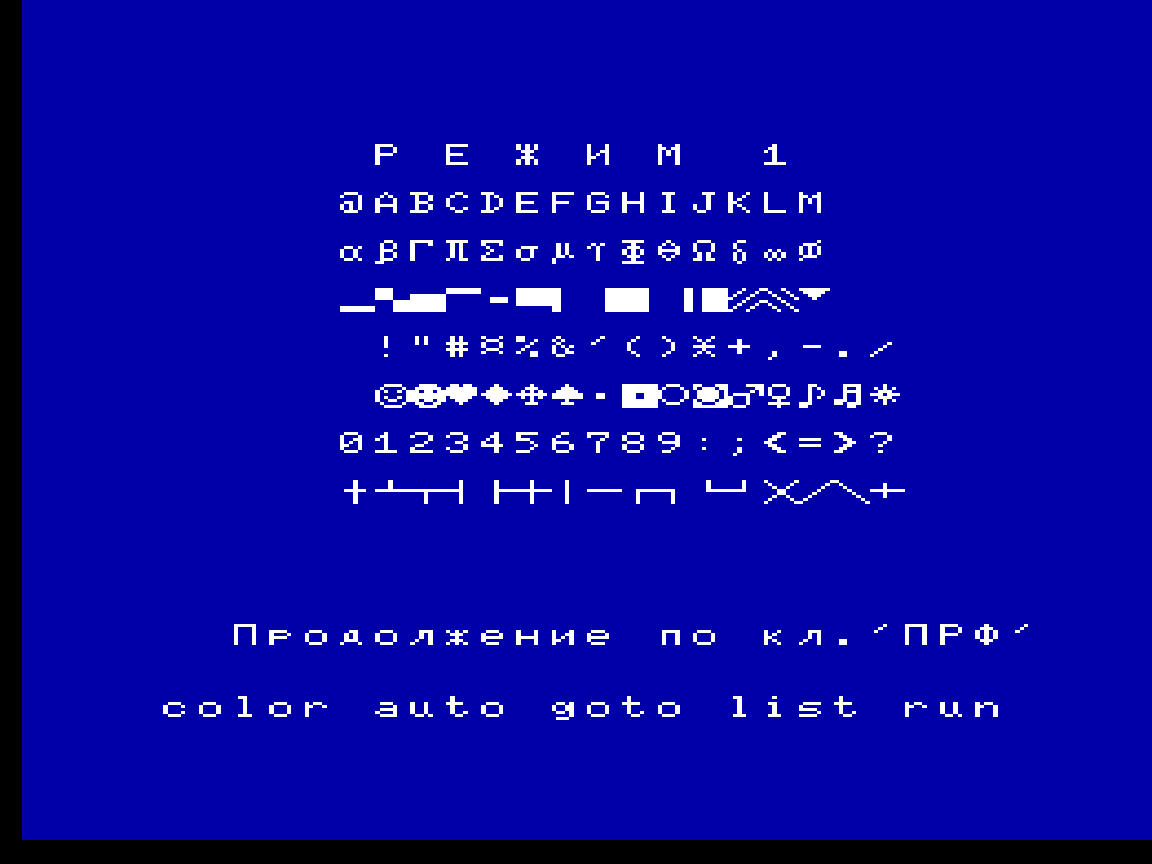 Р Е Ж И М 1
@ABCDEFGHIJKLM
αβΓπΣσμγΦθΩδ∞ø
!"#¤%&´()*+,-./
☺☻♥♦♣♠·◘○◙♂♀♪♫☼
0123456789:;<=>?
┼┴┬┤├┼│─┌┐└┘╳╱╲┼
Продолжение по кл.´ПРФ´
color auto goto list run